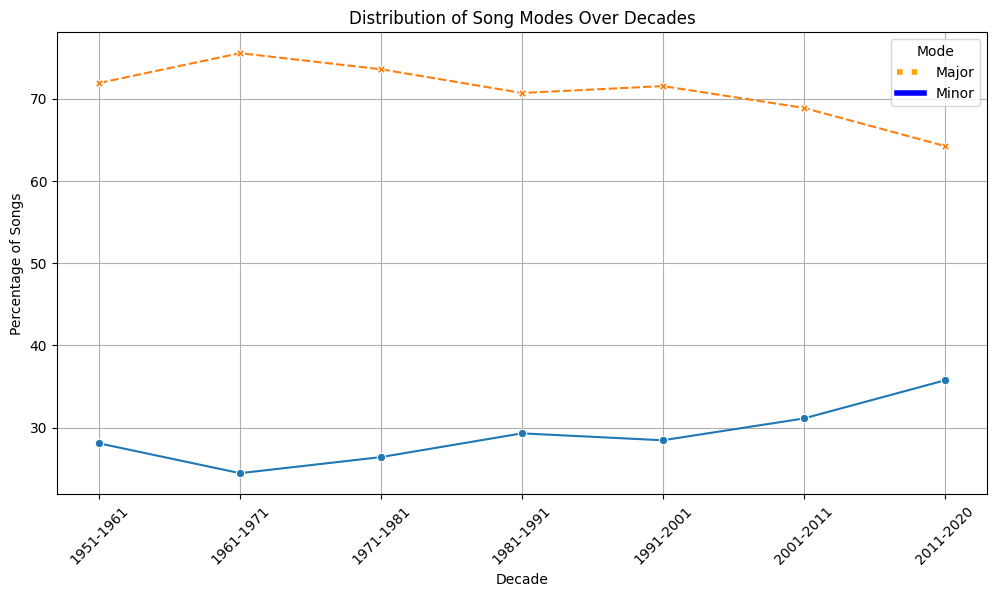 Distribution of Song Modes Over Decades
Mode
Major
Minor
Percentage of Songs
70
60
50
40
30
1951-1961
1961-1971
1971-1981
1981-1991
1991-2001
2001-2011
2011-2020
Decade